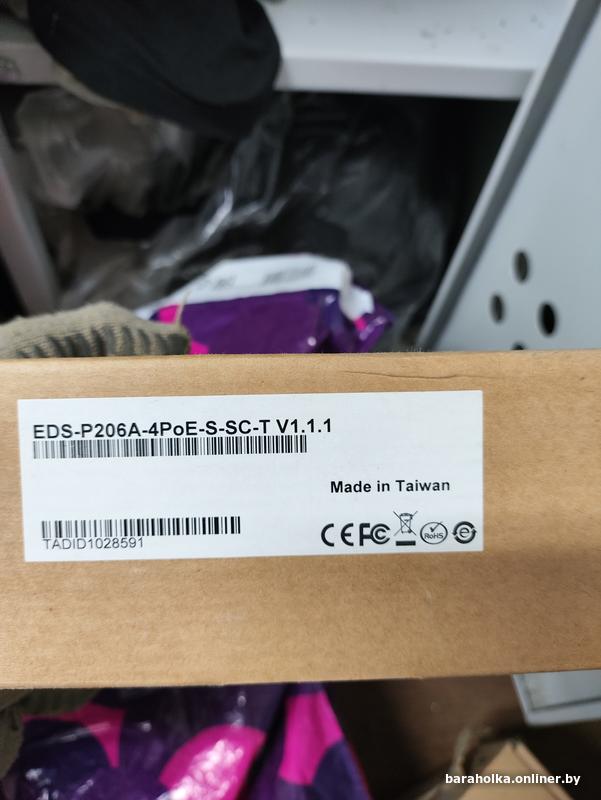 EDS-P206A-4PoE-S-SC-T V1.1.1
Made in Taiwan
TADID1028591
CE FC RoHS e
baraholka.onliner.by